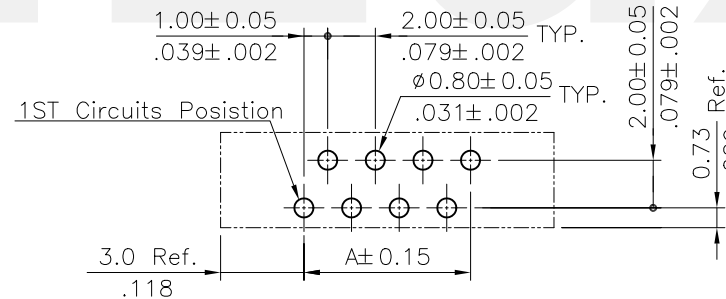 1.00±0.05
.039±.002
2.00±0.05
.079±.002
TYP.
ø0.80±0.05
.031±.002
TYP.
1ST Circuits Posistion
2.00±0.05
.079±.002
0.73 Ref.
3.0 Ref.
.118
A±0.15